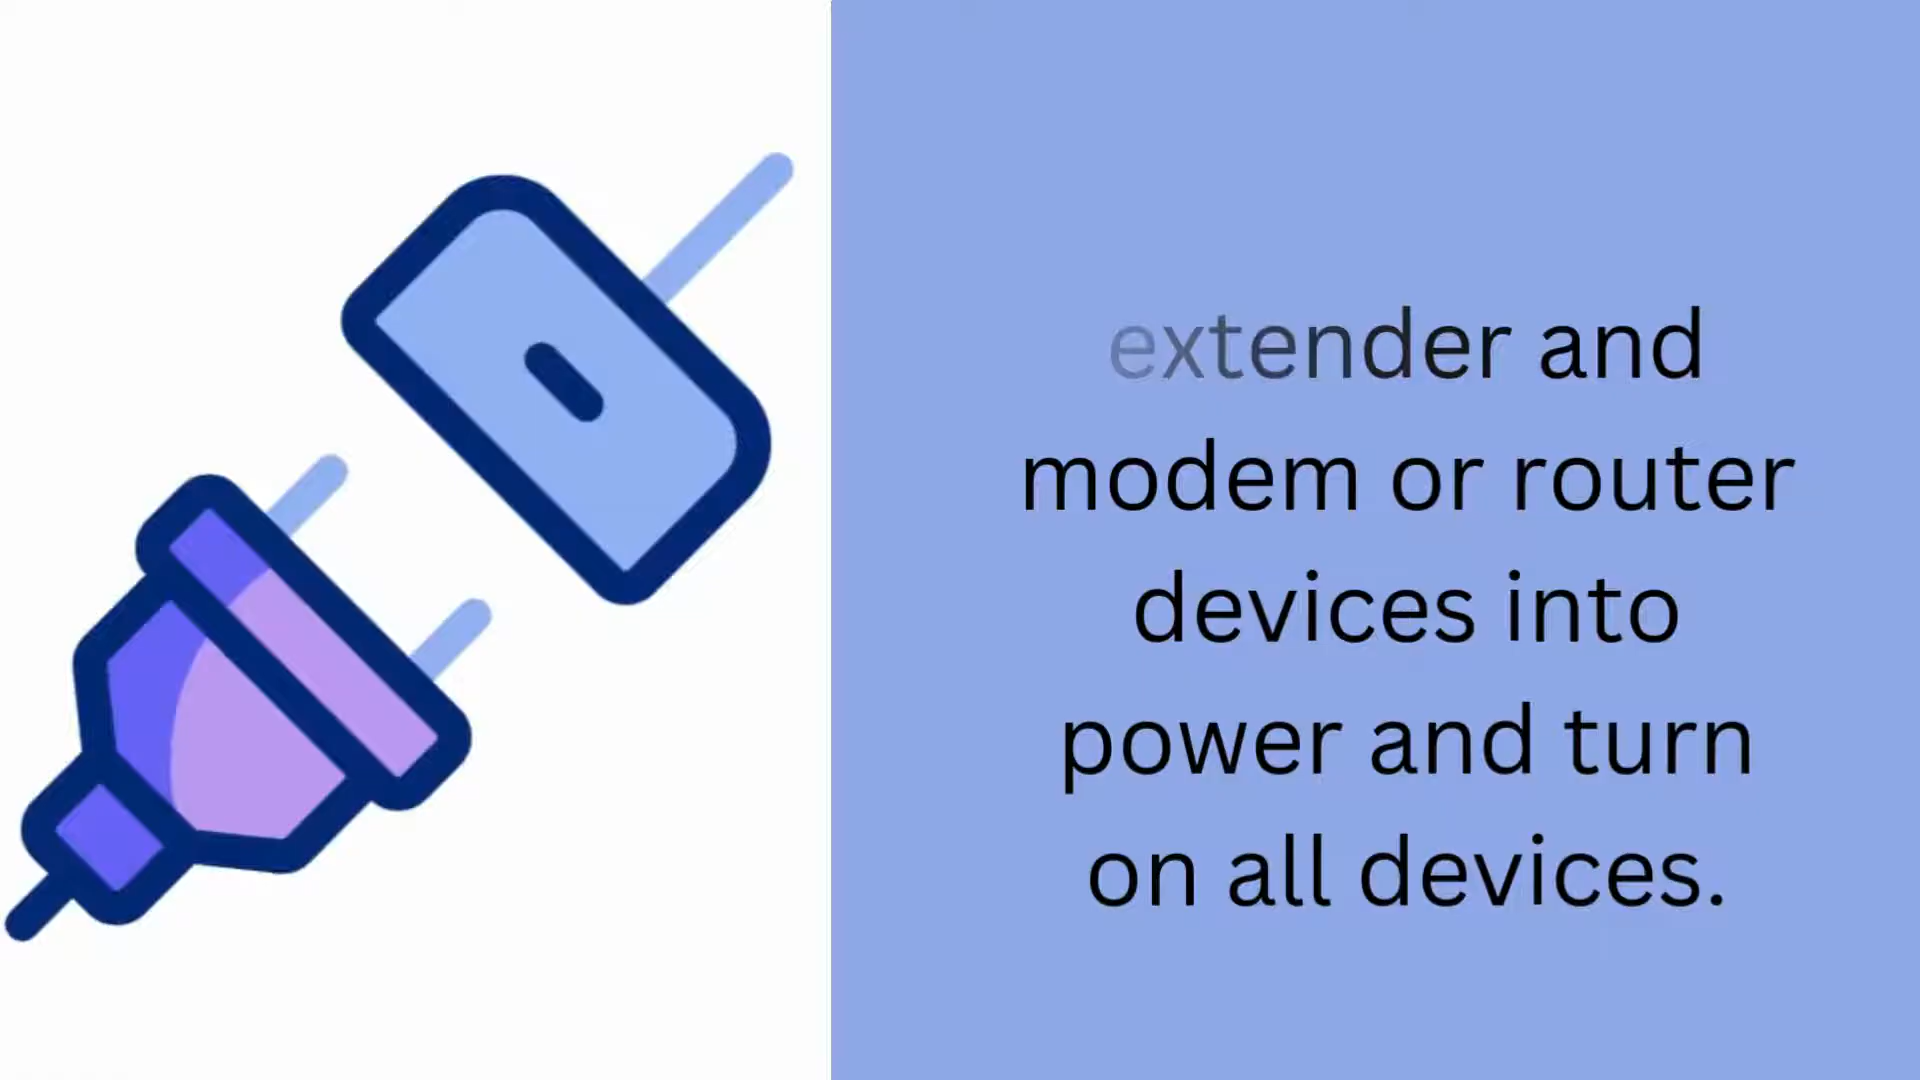 extender and
modem or router
devices into
power and turn
on all devices.